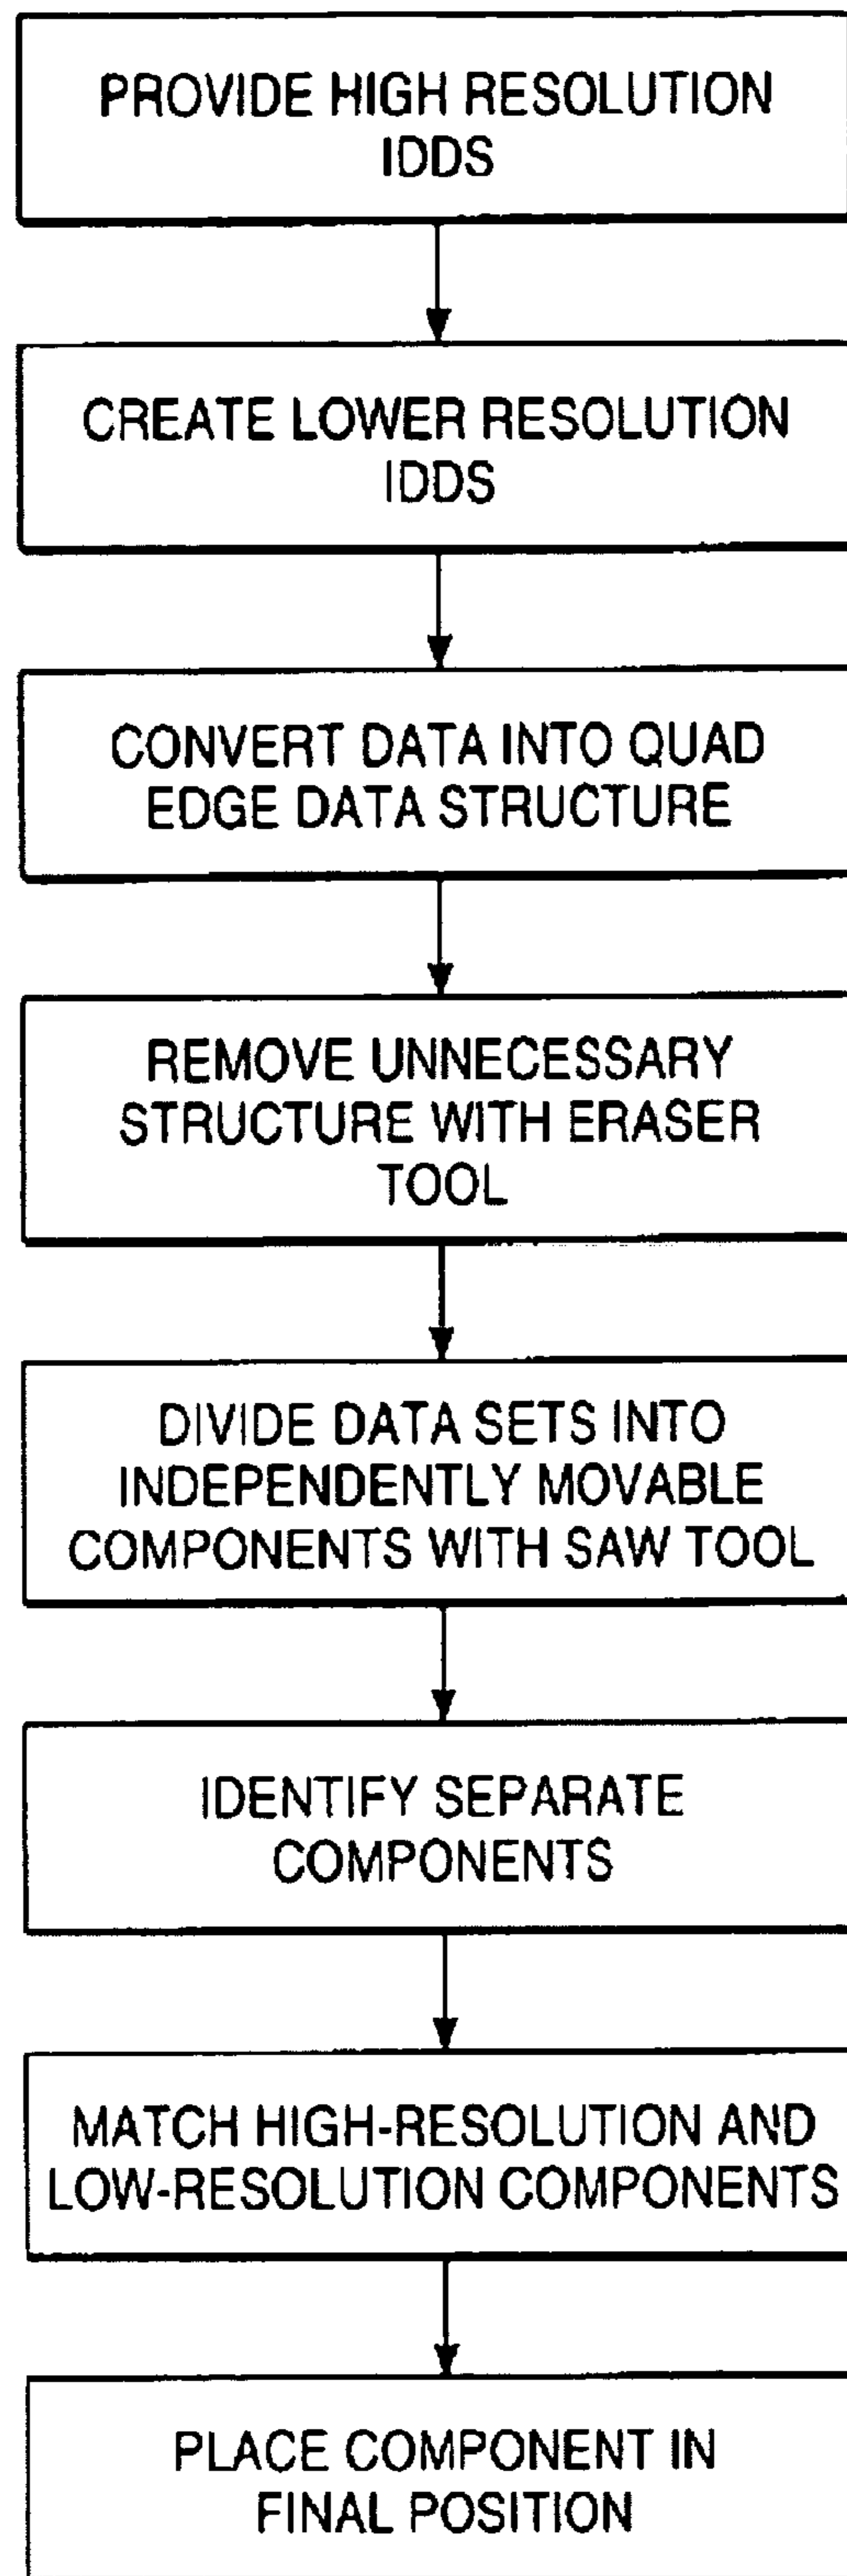 PROVIDE HIGH RESOLUTION
IDDS
CREATE LOWER RESOLUTION
IDDS
CONVERT DATA INTO QUAD
EDGE DATA STRUCTURE
REMOVE UNNECESSARY
STRUCTURE WITH ERASER
TOOL
DIVIDE DATA SETS INTO
INDEPENDENTLY MOVABLE
COMPONENTS WITH SAW TOOL
IDENTIFY SEPARATE
COMPONENTS
MATCH HIGH-RESOLUTION AND
LOW-RESOLUTION COMPONENTS
PLACE COMPONENT IN
FINAL POSITION